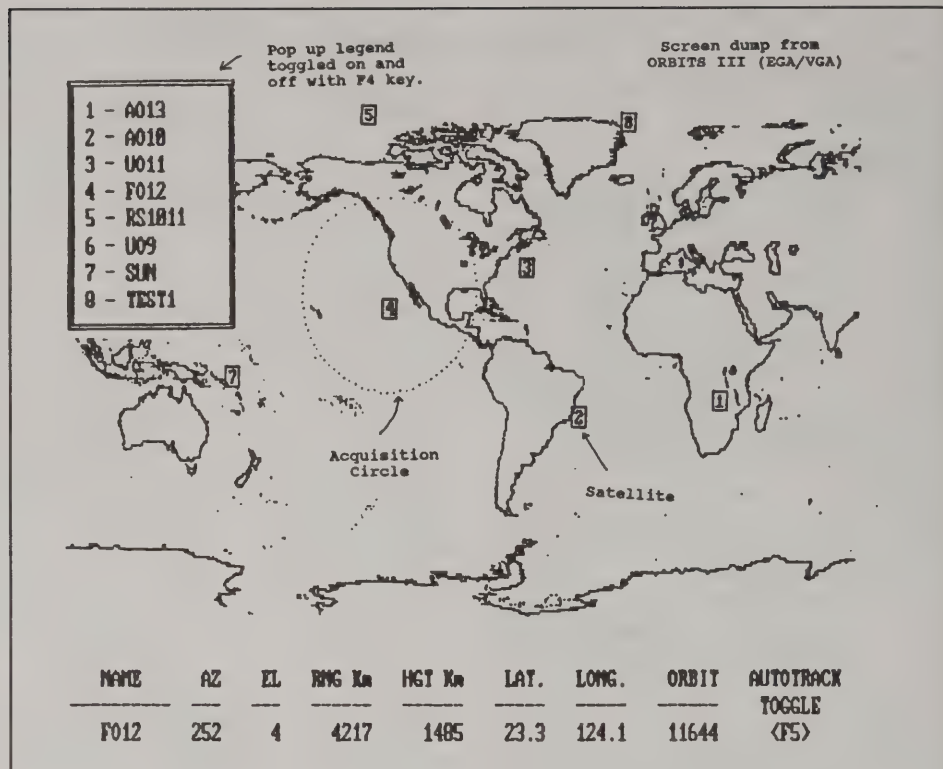 Pop up legend
toggled on and
off with F4 key.
Screen dump from
ORBITS III (EGA/VGA)
1 - AO13
2 - AO10
3 - UO11
4 - FO12
5 - RS1011
6 - UO9
7 - SUN
8 - TEST1
5
8
3
4
7
1
2
Acquisition
Circle
Satellite
NAME AZ EL RNG Km HGT Km LAT. LONG. ORBIT AUTOTRACK
TOGGLE
FO12 252 4 4217 1485 23.3 124.1 11644 <F5>